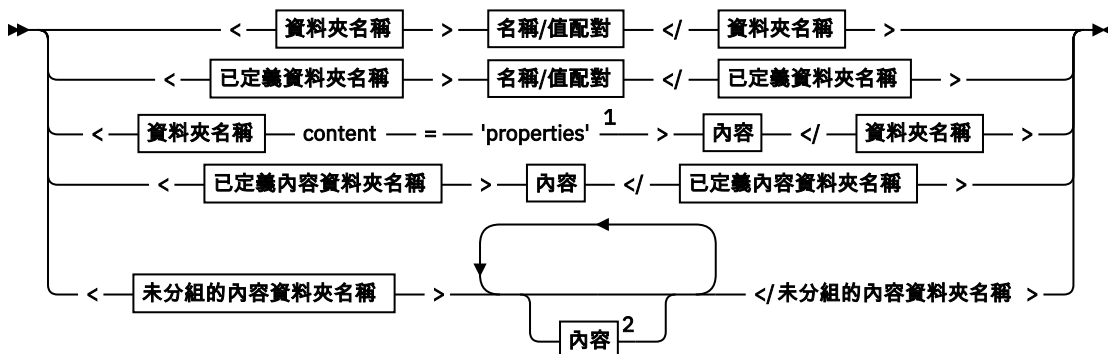 < 資料夾名稱 > 名稱/值配對 </ 資料夾名稱 >
< 已定義資料夾名稱 > 名稱/值配對 </ 已定義資料夾名稱 >
< 資料夾名稱 content = 'properties' 1 > 內容 </ 資料夾名稱 >
< 已定義內容資料夾名稱 > 內容 </ 已定義內容資料夾名稱 >
< 未分組的內容資料夾名稱 > </ 未分組的內容資料夾名稱 >
內容 2